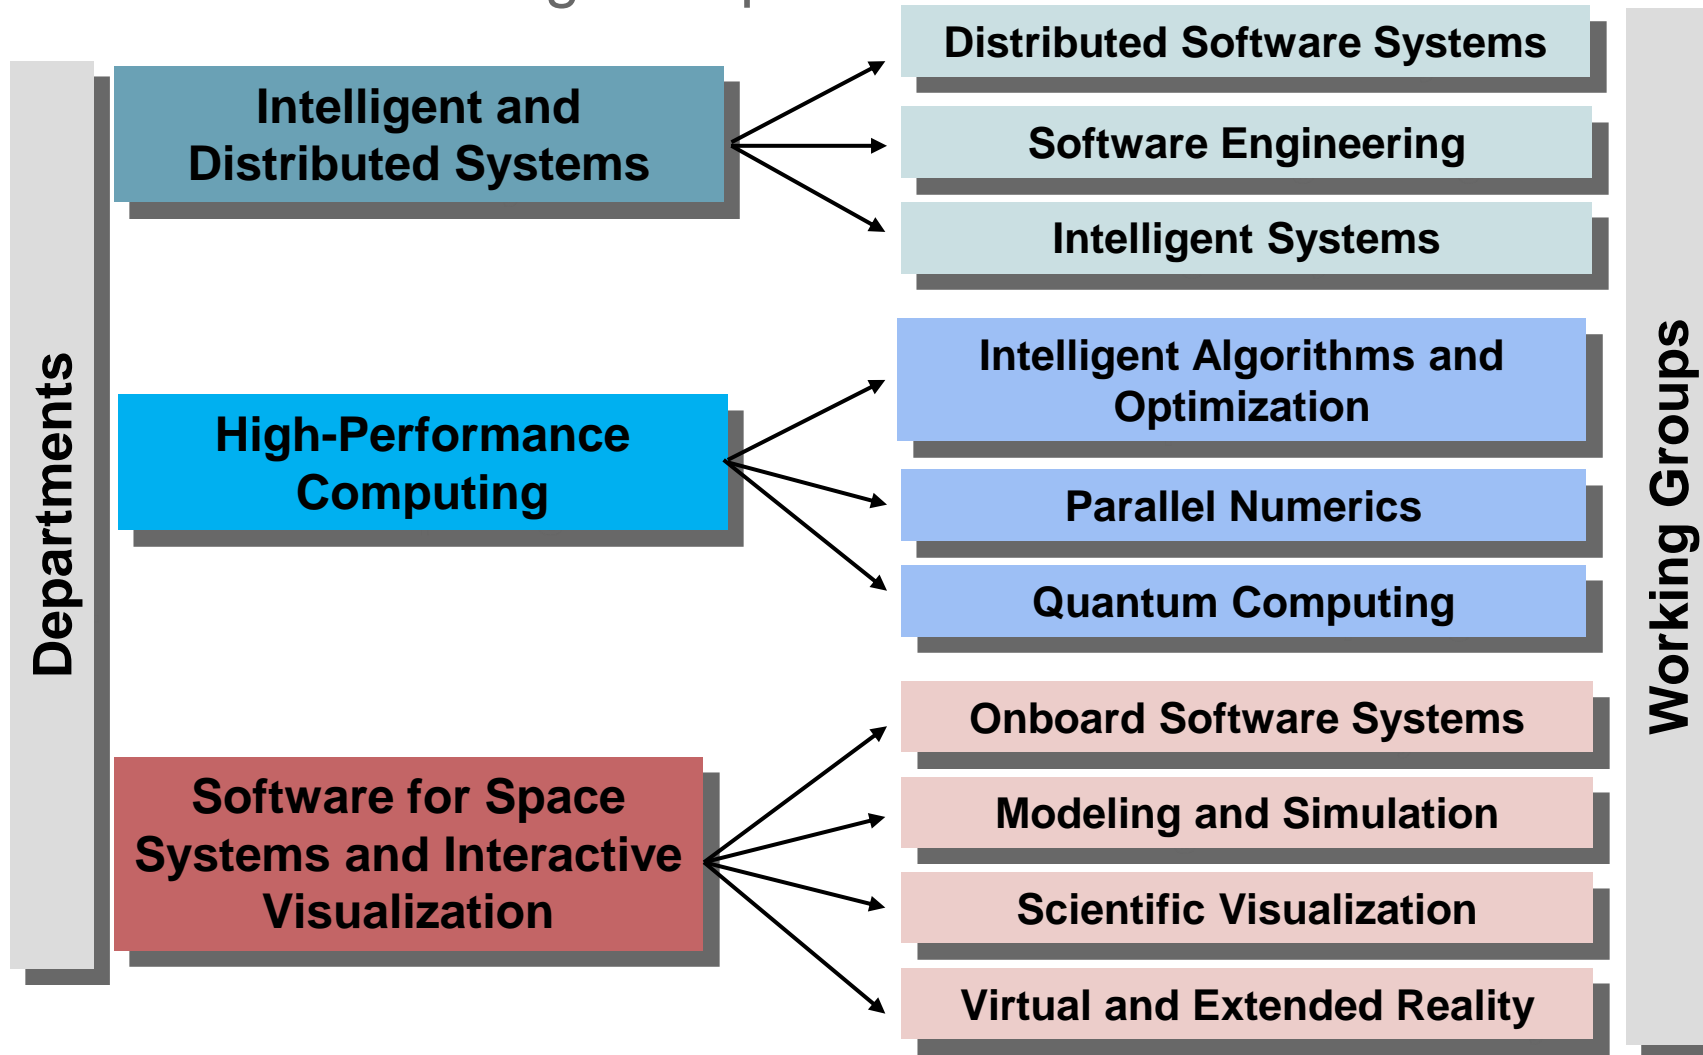 Departments
Intelligent and
Distributed Systems
Distributed Software Systems
Software Engineering
Intelligent Systems
High-Performance
Computing
Intelligent Algorithms and
Optimization
Parallel Numerics
Quantum Computing
Software for Space
Systems and Interactive
Visualization
Onboard Software Systems
Modeling and Simulation
Scientific Visualization
Virtual and Extended Reality
Working Groups